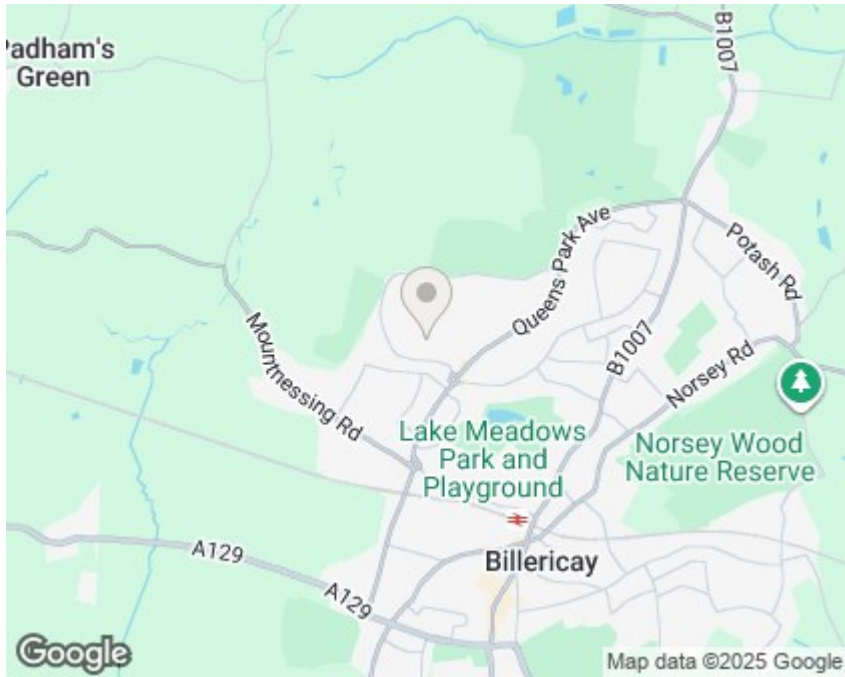 Padham's
Green
B1007
Queens Park Ave
Potash Rd
Mountnessing Rd
B1007
Norsey Rd
Lake Meadows
Park and
Playground
Norsey Wood
Nature Reserve
A129
A129
Billericay
Google
Map data ©2025 Google